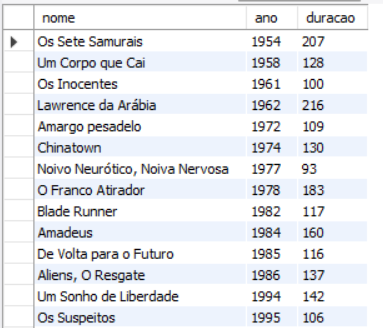 nome ano duracao
Os Sete Samurais 1954 207
Um Corpo que Cai 1958 128
Os Inocentes 1961 100
Lawrence da Arábia 1962 216
Amargo pesadelo 1972 109
Chinatown 1974 130
Noivo Neurótico, Noiva Nervosa 1977 93
O Franco Atirador 1978 183
Blade Runner 1982 117
Amadeus 1984 160
De Volta para o Futuro 1985 116
Aliens, O Resgate 1986 137
Um Sonho de Liberdade 1994 142
Os Suspeitos 1995 106